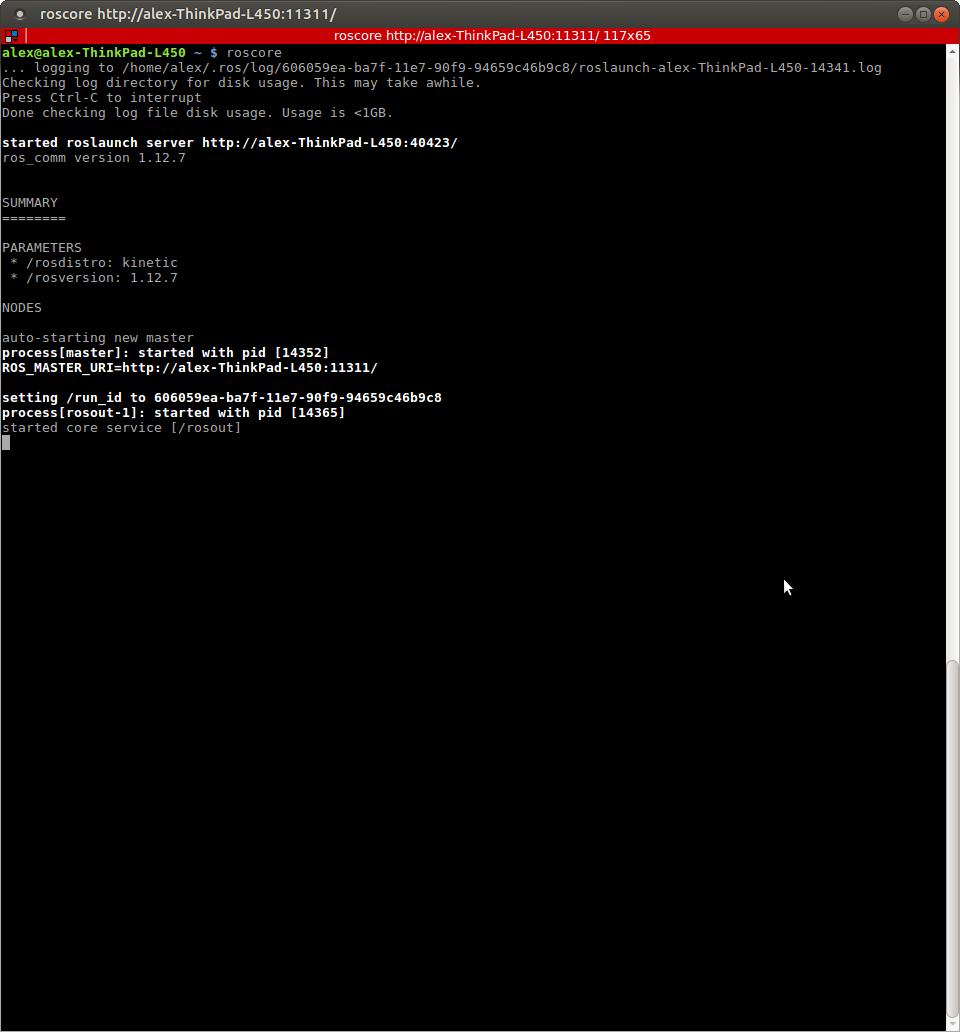 roscore http://alex-ThinkPad-L450:11311/
roscore http://alex-ThinkPad-L450:11311/ 117x65
alex@alex-ThinkPad-L450 ~ $ roscore
... logging to /home/alex/.ros/log/606059ea-ba7f-11e7-90f9-94659c46b9c8/roslaunch-alex-ThinkPad-L450-14341.log
Checking log directory for disk usage. This may take awhile.
Press Ctrl-C to interrupt
Done checking log file disk usage. Usage is <1GB.

started roslaunch server http://alex-ThinkPad-L450:40423/
ros_comm version 1.12.7

SUMMARY
========

PARAMETERS
 * /rosdistro: kinetic
 * /rosversion: 1.12.7

NODES

auto-starting new master
process[master]: started with pid [14352]
ROS_MASTER_URI=http://alex-ThinkPad-L450:11311/

setting /run_id to 606059ea-ba7f-11e7-90f9-94659c46b9c8
process[rosout-1]: started with pid [14365]
started core service [/rosout]